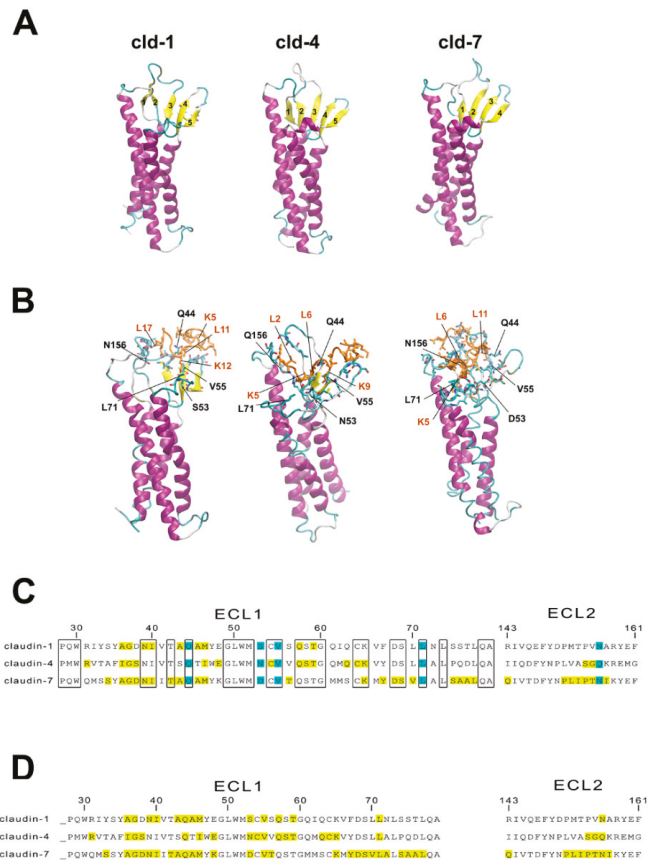 A
cld-1 cld-4 cld-7
1 2 3 4 5
1 2 3 4 5
1 2 3 4
B
L17 Q44 K5 L11 N156 K12 L71 V55 S53
L2 L6 Q44 Q156 K5 K9 L71 V55 N53
L6 L11 Q44 N156 V55 L71 K5 D53
C
ECL1 ECL2
30 40 50 60 70 143 161
claudin-1 PQWRIYSYAGDNIVTAQAMYEGLWMSCVSQSTGQIQCKVFDSLLNLSSTLQA RIVQEFYDPMTPVNARYEF
claudin-4 PMWRVTAFIGSNIVTSQTIWEGLWMNCVVQSTGQMQCKVYDSLLALPQDLQA IIQDFYNPLVASGQKREMG
claudin-7 PQWQMSSYAGDNIITAQAMYKGLWMDCVTQSTGMMSCKMYDSVLALSAALQA QIVTDFYNPLIPTNIKYEF
D
ECL1 ECL2
30 40 50 60 70 143 161
claudin-1 _PQWRIYSYAGDNIVTAQAMYEGLWMSCVSQSTGQIQCKVFDSLLNLSSTLQA RIVQEFYDPMTPVNARYEF
claudin-4 _PMWRVTAFIGSNIVTSQTIWEGLWMNCVVQSTGQMQCKVYDSLLALPQDLQA IIQDFYNPLVASGQKREMG
claudin-7 _PQWQMSSYAGDNIITAQAMYKGLWMDCVTQSTGMMSCKMYDSVLALSAALQA QIVTDFYNPLIPTNIKYEF